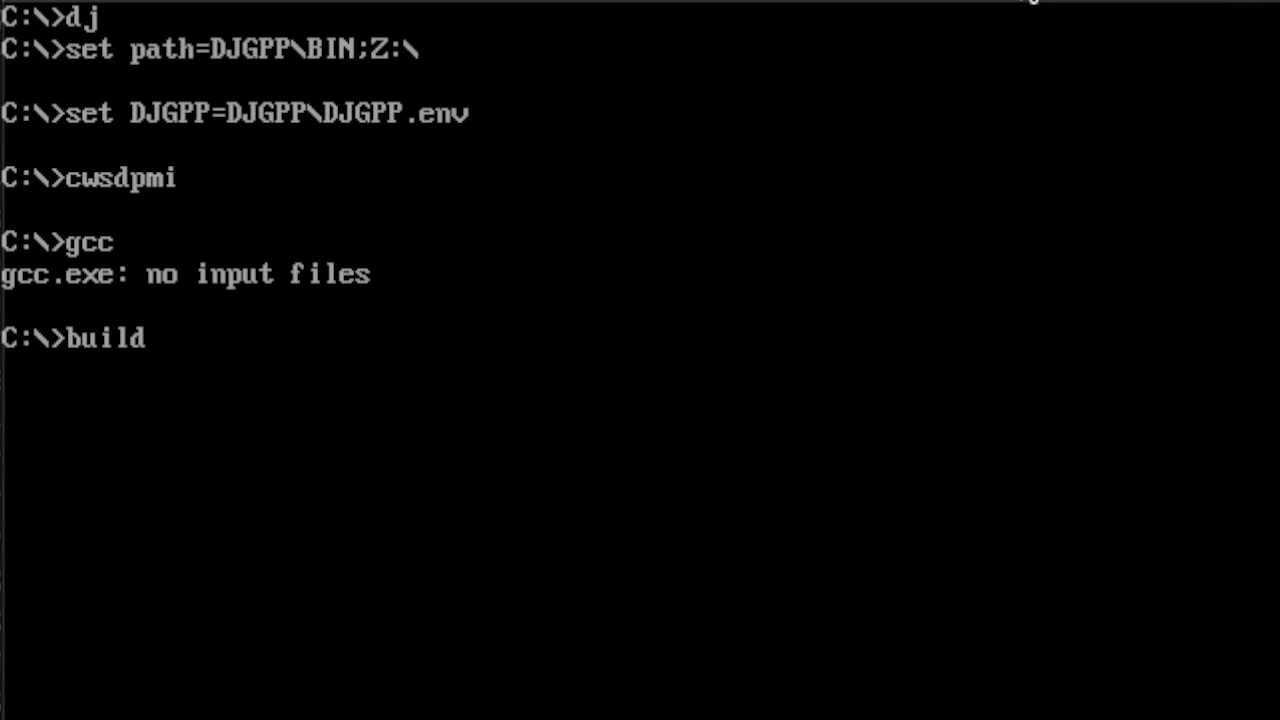 C:\>dj
C:\>set path=DJGPP\BIN;Z:\
C:\>set DJGPP=DJGPP\DJGPP.env
C:\>cwsdpmi
C:\>gcc
gcc.exe: no input files
C:\>build